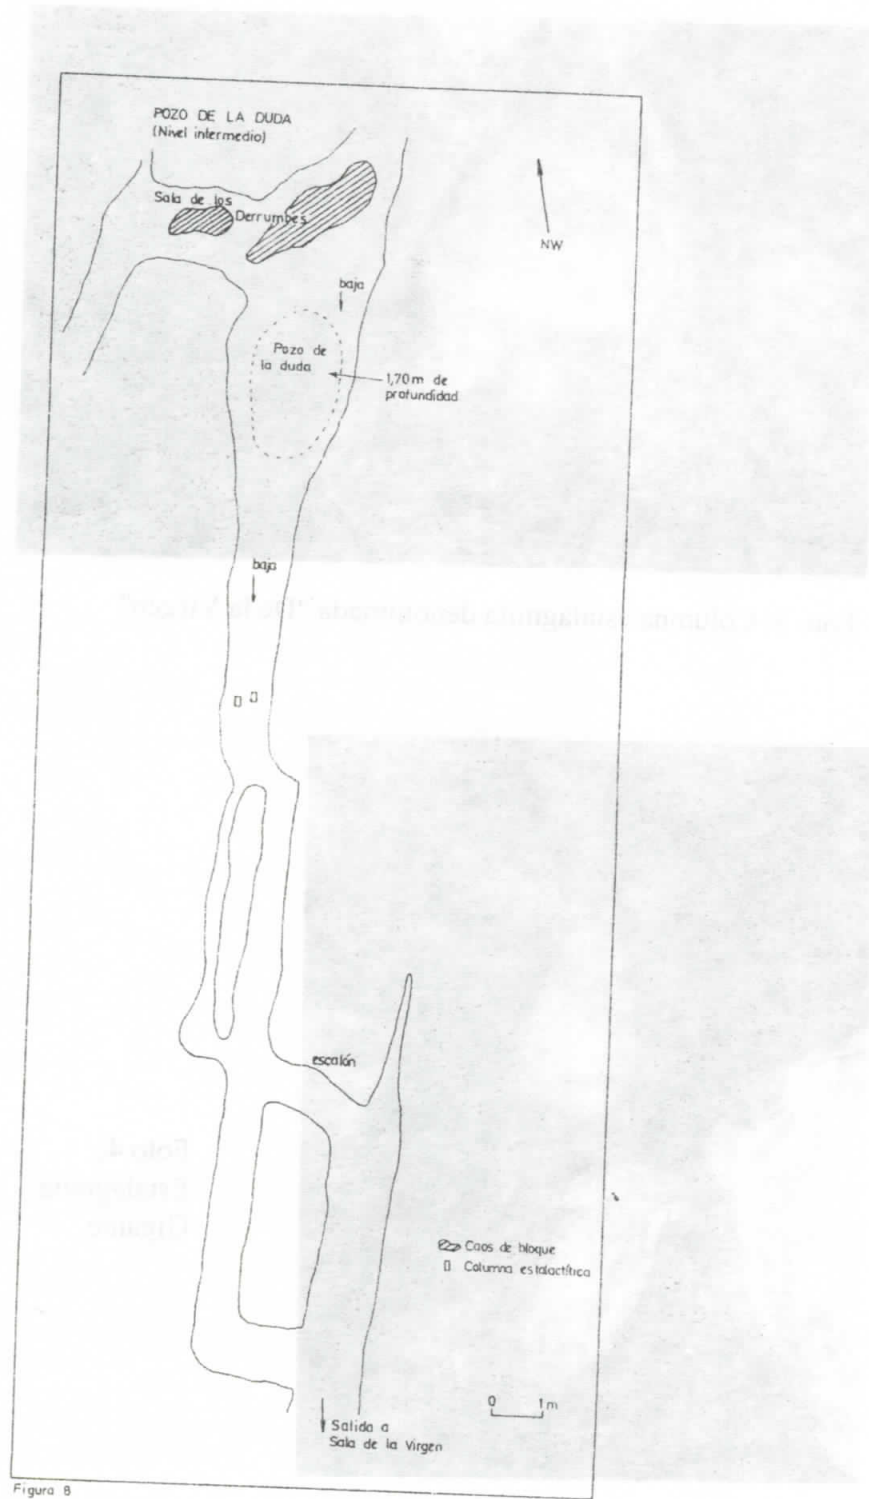 POZO DE LA DUDA
(Nivel intermedio)
Sala de los
Derrumbes
NW
baja
Pozo de
la duda
1,70 m de
profundidad
baja
escalón
Caos de bloque
Columna estalactítica
0 1 m
Salida a
Sala de la Virgen
Figura 8